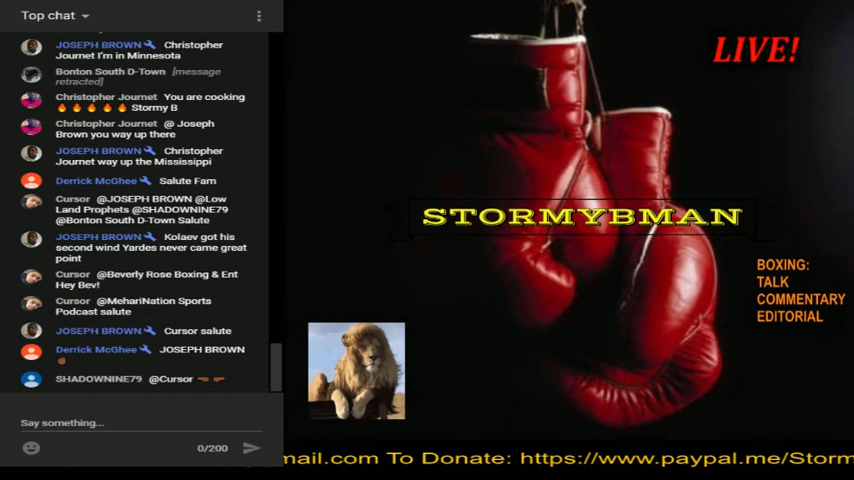 Top chat
JOSEPH BROWN Christopher
Journet I'm in Minnesota
Bonton South D-Town [message
retracted]
Christopher Journet You are cooking
🔥🔥🔥🔥🔥 Stormy B
Christopher Journet @ Joseph
Brown you way up there
JOSEPH BROWN Christopher
Journet way up the Mississippi
Derrick McGhee Salute Fam
Cursor @JOSEPH BROWN @Low
Land Prophets @SHADOWNINE79
@Bonton South D-Town Salute
JOSEPH BROWN Kolaev got his
second wind Yardes never came great
point
Cursor @Beverly Rose Boxing & Ent
Hey Bev!
Cursor @MehariNation Sports
Podcast salute
JOSEPH BROWN Cursor salute
Derrick McGhee JOSEPH BROWN
SHADOWNINE79 @Cursor
Say something...
0/200
LIVE!
STORMYBMAN
BOXING:
TALK
COMMENTARY
EDITORIAL
mail.com To Donate: https://www.paypal.me/Storm